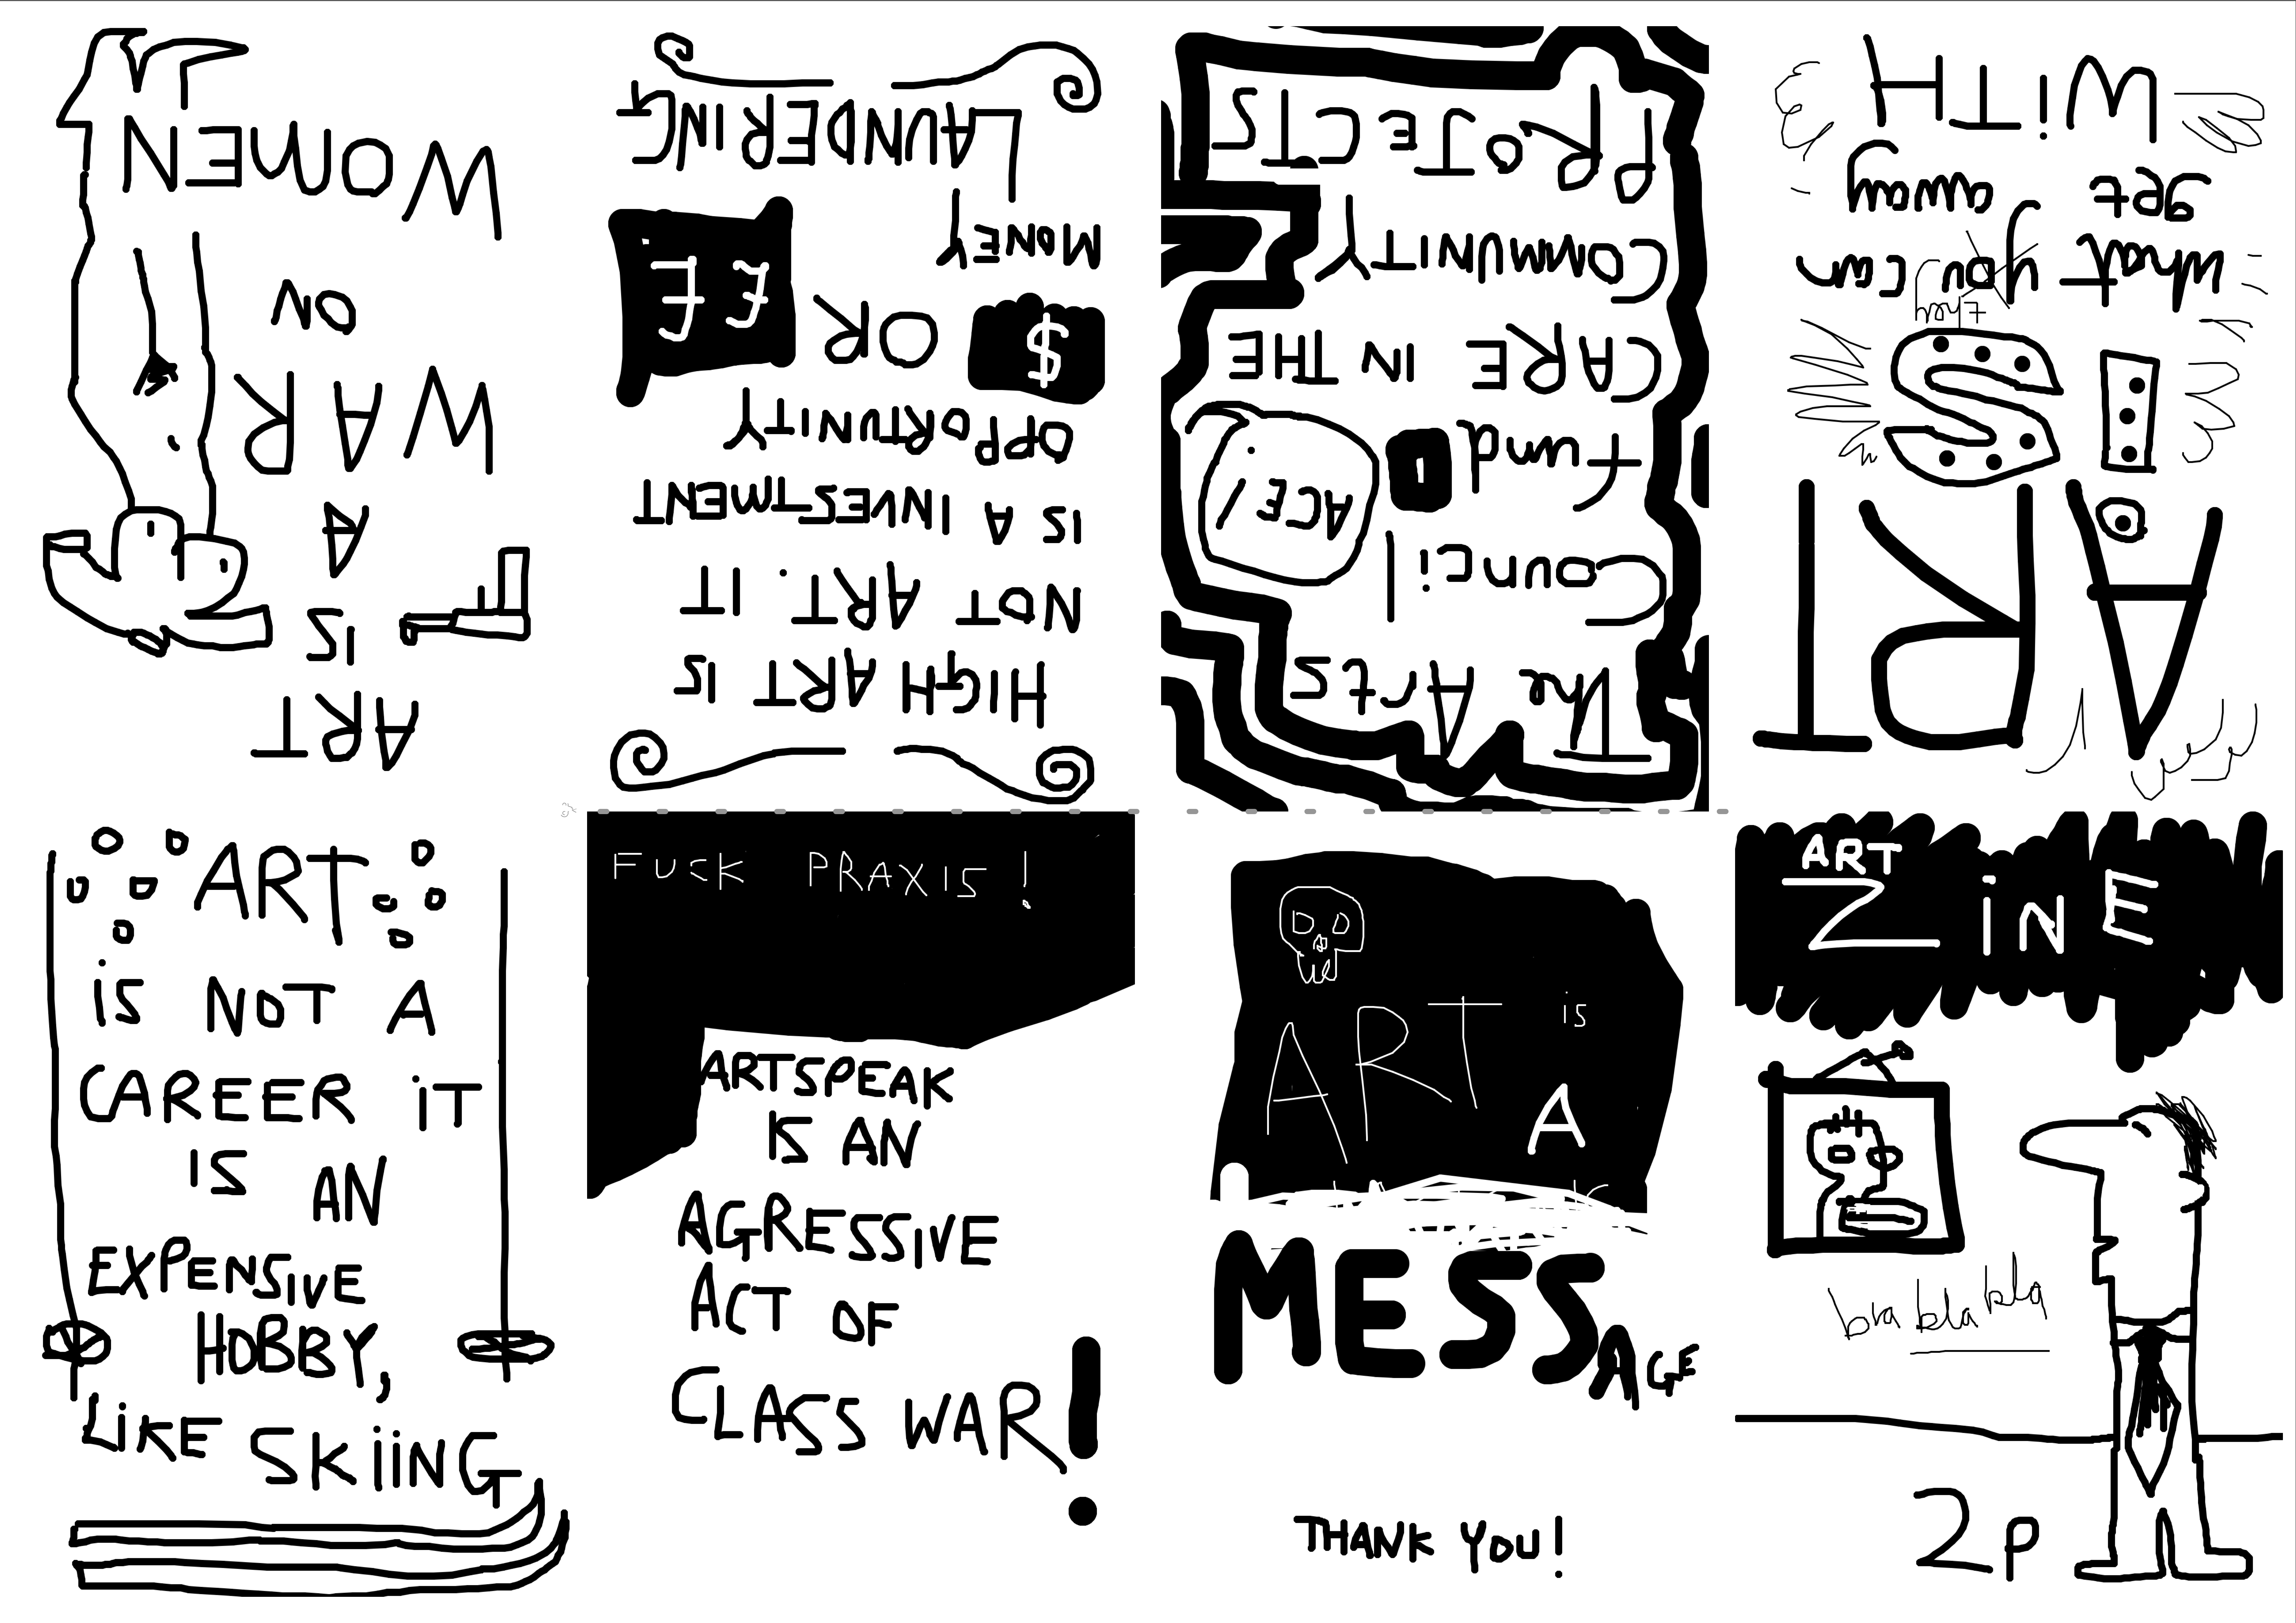 ART
ZiNE
bla bla bla
2p
ART
IS
what you can
get away
WiTH
The Arts
Council
fund
ACE
CARE IN THE
COMMUNITY
PROJECTS
HIGH ART IS
NOT ART. IT
IS A INVESTMENT
OPPORTUNITY
$ OR ££
MONEY
LAUNDERING
ART
IS
A
WAR
ON
WOMEN
ART
iS NOT A
CAREER iT
IS AN
EXPENSIVE
HOBBY,
LiKE SKiiNG
FUCK PRAXIS!
ARTSPEAK
IS AN
AGRESSIVE
ACT OF
CLASS WAR!
ART is
A
MESSAGE
THANK YOU!